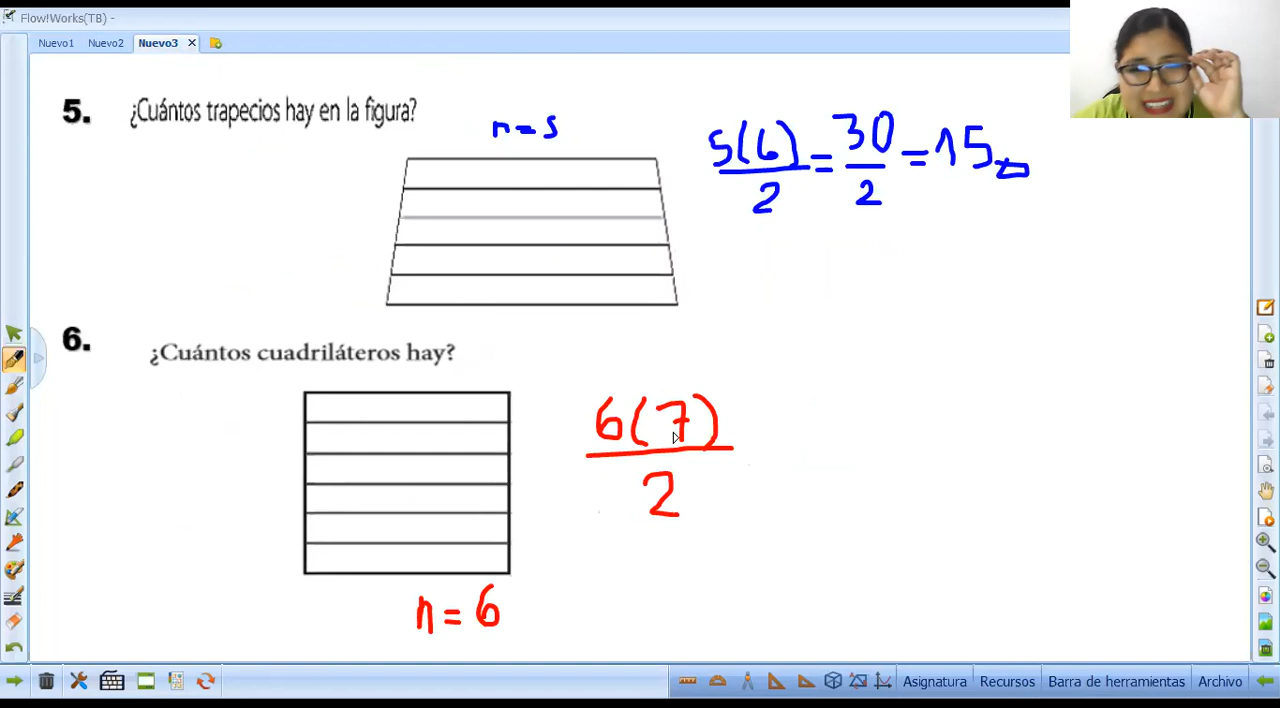 Flow!Works(TB) -
Nuevo1 Nuevo2 Nuevo3
5. ¿Cuántos trapecios hay en la figura?
n = 5
5(6)/2 = 30/2 = 15
6. ¿Cuántos cuadriláteros hay?
6(7)/2
n = 6
Asignatura Recursos Barra de herramientas Archivo